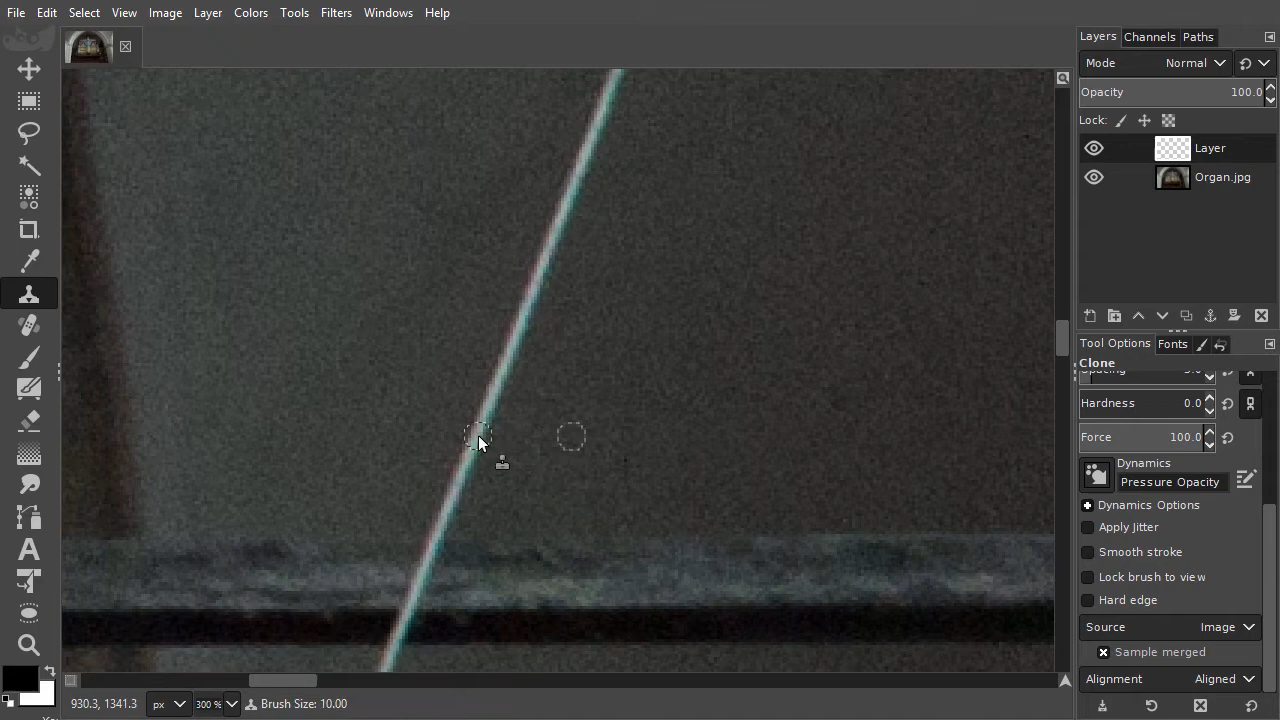 File Edit Select View Image Layer Colors Tools Filters Windows Help
Layers Channels Paths
Mode Normal
Opacity 100.0
Lock:
Layer
Organ.jpg
Tool Options Fonts
Clone
Hardness 0.0
Force 100.0
Dynamics
Pressure Opacity
Dynamics Options
Apply Jitter
Smooth stroke
Lock brush to view
Hard edge
Source Image
Sample merged
Alignment Aligned
930.3, 1341.3 px 300 % Brush Size: 10.00